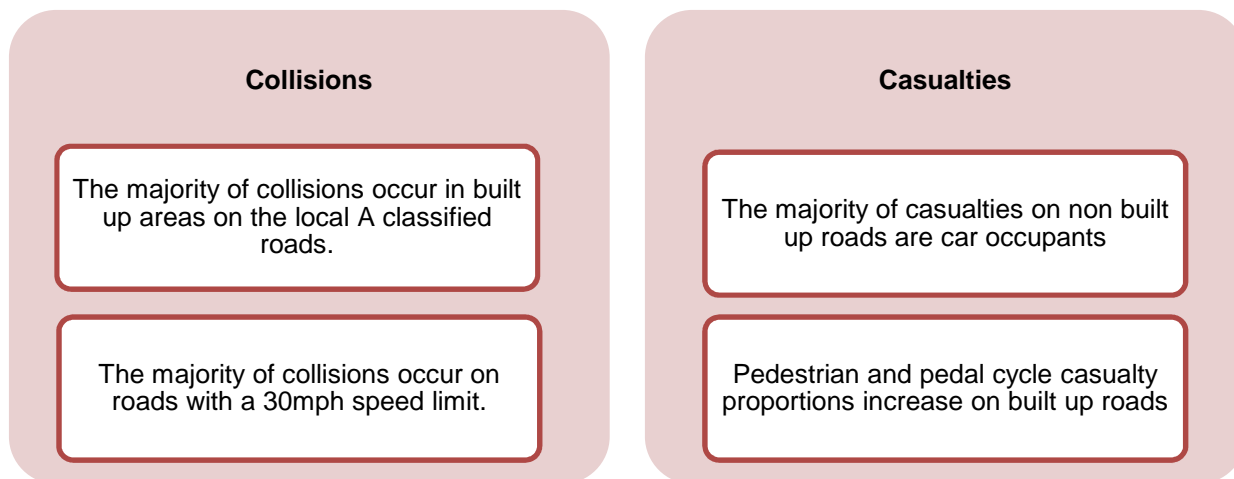 Collisions
The majority of collisions occur in built
up areas on the local A classified
roads.
The majority of collisions occur on
roads with a 30mph speed limit.
Casualties
The majority of casualties on non built
up roads are car occupants
Pedestrian and pedal cycle casualty
proportions increase on built up roads